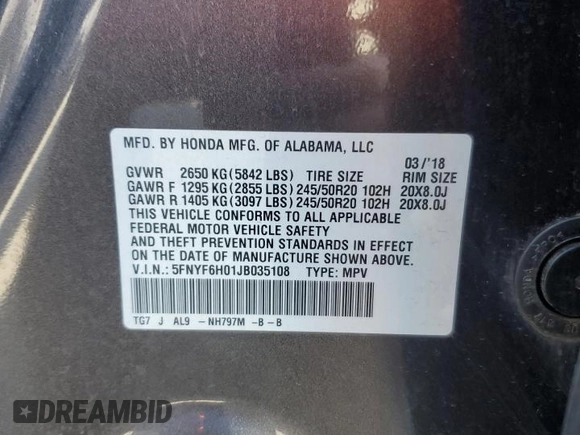 MFD. BY HONDA MFG. OF ALABAMA, LLC
03/'18
GVWR 2650 KG(5842 LBS) TIRE SIZE RIM SIZE
GAWR F 1295 KG(2855 LBS)245/50R20 102H 20X8.0J
GAWR R 1405 KG(3097 LBS)245/50R20 102H 20X8.0J
THIS VEHICLE CONFORMS TO ALL APPLICABLE
FEDERAL MOTOR VEHICLE SAFETY
AND THEFT PREVENTION STANDARDS IN EFFECT
ON THE DATE OF MANUFACTURE SHOWN ABOVE.
V.I.N.: 5FNYF6H01JB035108 TYPE: MPV
TG7 J AL9 -NH797M -B -B
DREAMBID